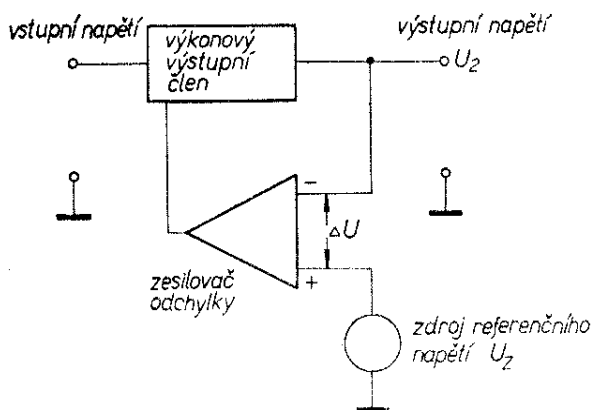 vstupní napětí
výkonový
výstupní
člen
výstupní napětí
U2
−
ΔU
+
zesilovač
odchylky
zdroj referenčního
napětí UZ